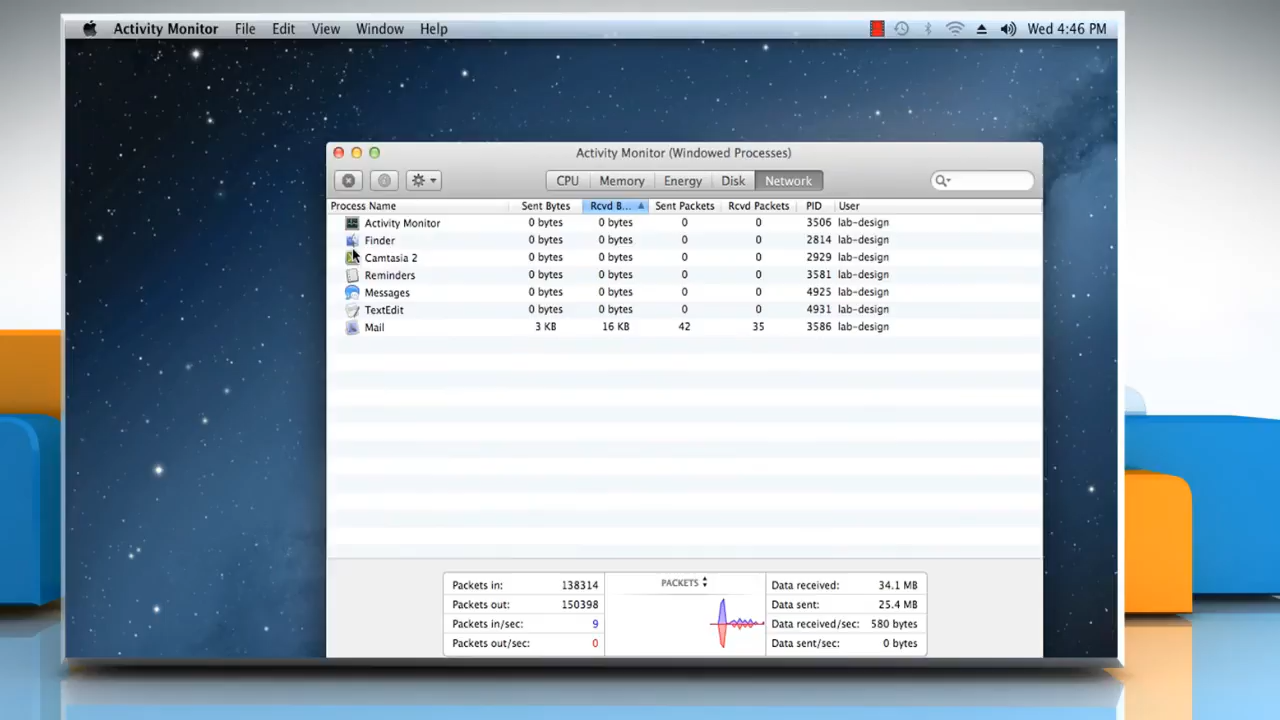 Activity Monitor File Edit View Window Help Wed 4:46 PM
Activity Monitor (Windowed Processes)
CPU Memory Energy Disk Network
Process Name Sent Bytes Rcvd B... Sent Packets Rcvd Packets PID User
Activity Monitor 0 bytes 0 bytes 0 0 3506 lab-design
Finder 0 bytes 0 bytes 0 0 2814 lab-design
Camtasia 2 0 bytes 0 bytes 0 0 2929 lab-design
Reminders 0 bytes 0 bytes 0 0 3581 lab-design
Messages 0 bytes 0 bytes 0 0 4925 lab-design
TextEdit 0 bytes 0 bytes 0 0 4931 lab-design
Mail 3 KB 16 KB 42 35 3586 lab-design
Packets in: 138314 PACKETS Data received: 34.1 MB
Packets out: 150398 Data sent: 25.4 MB
Packets in/sec: 9 Data received/sec: 580 bytes
Packets out/sec: 0 Data sent/sec: 0 bytes